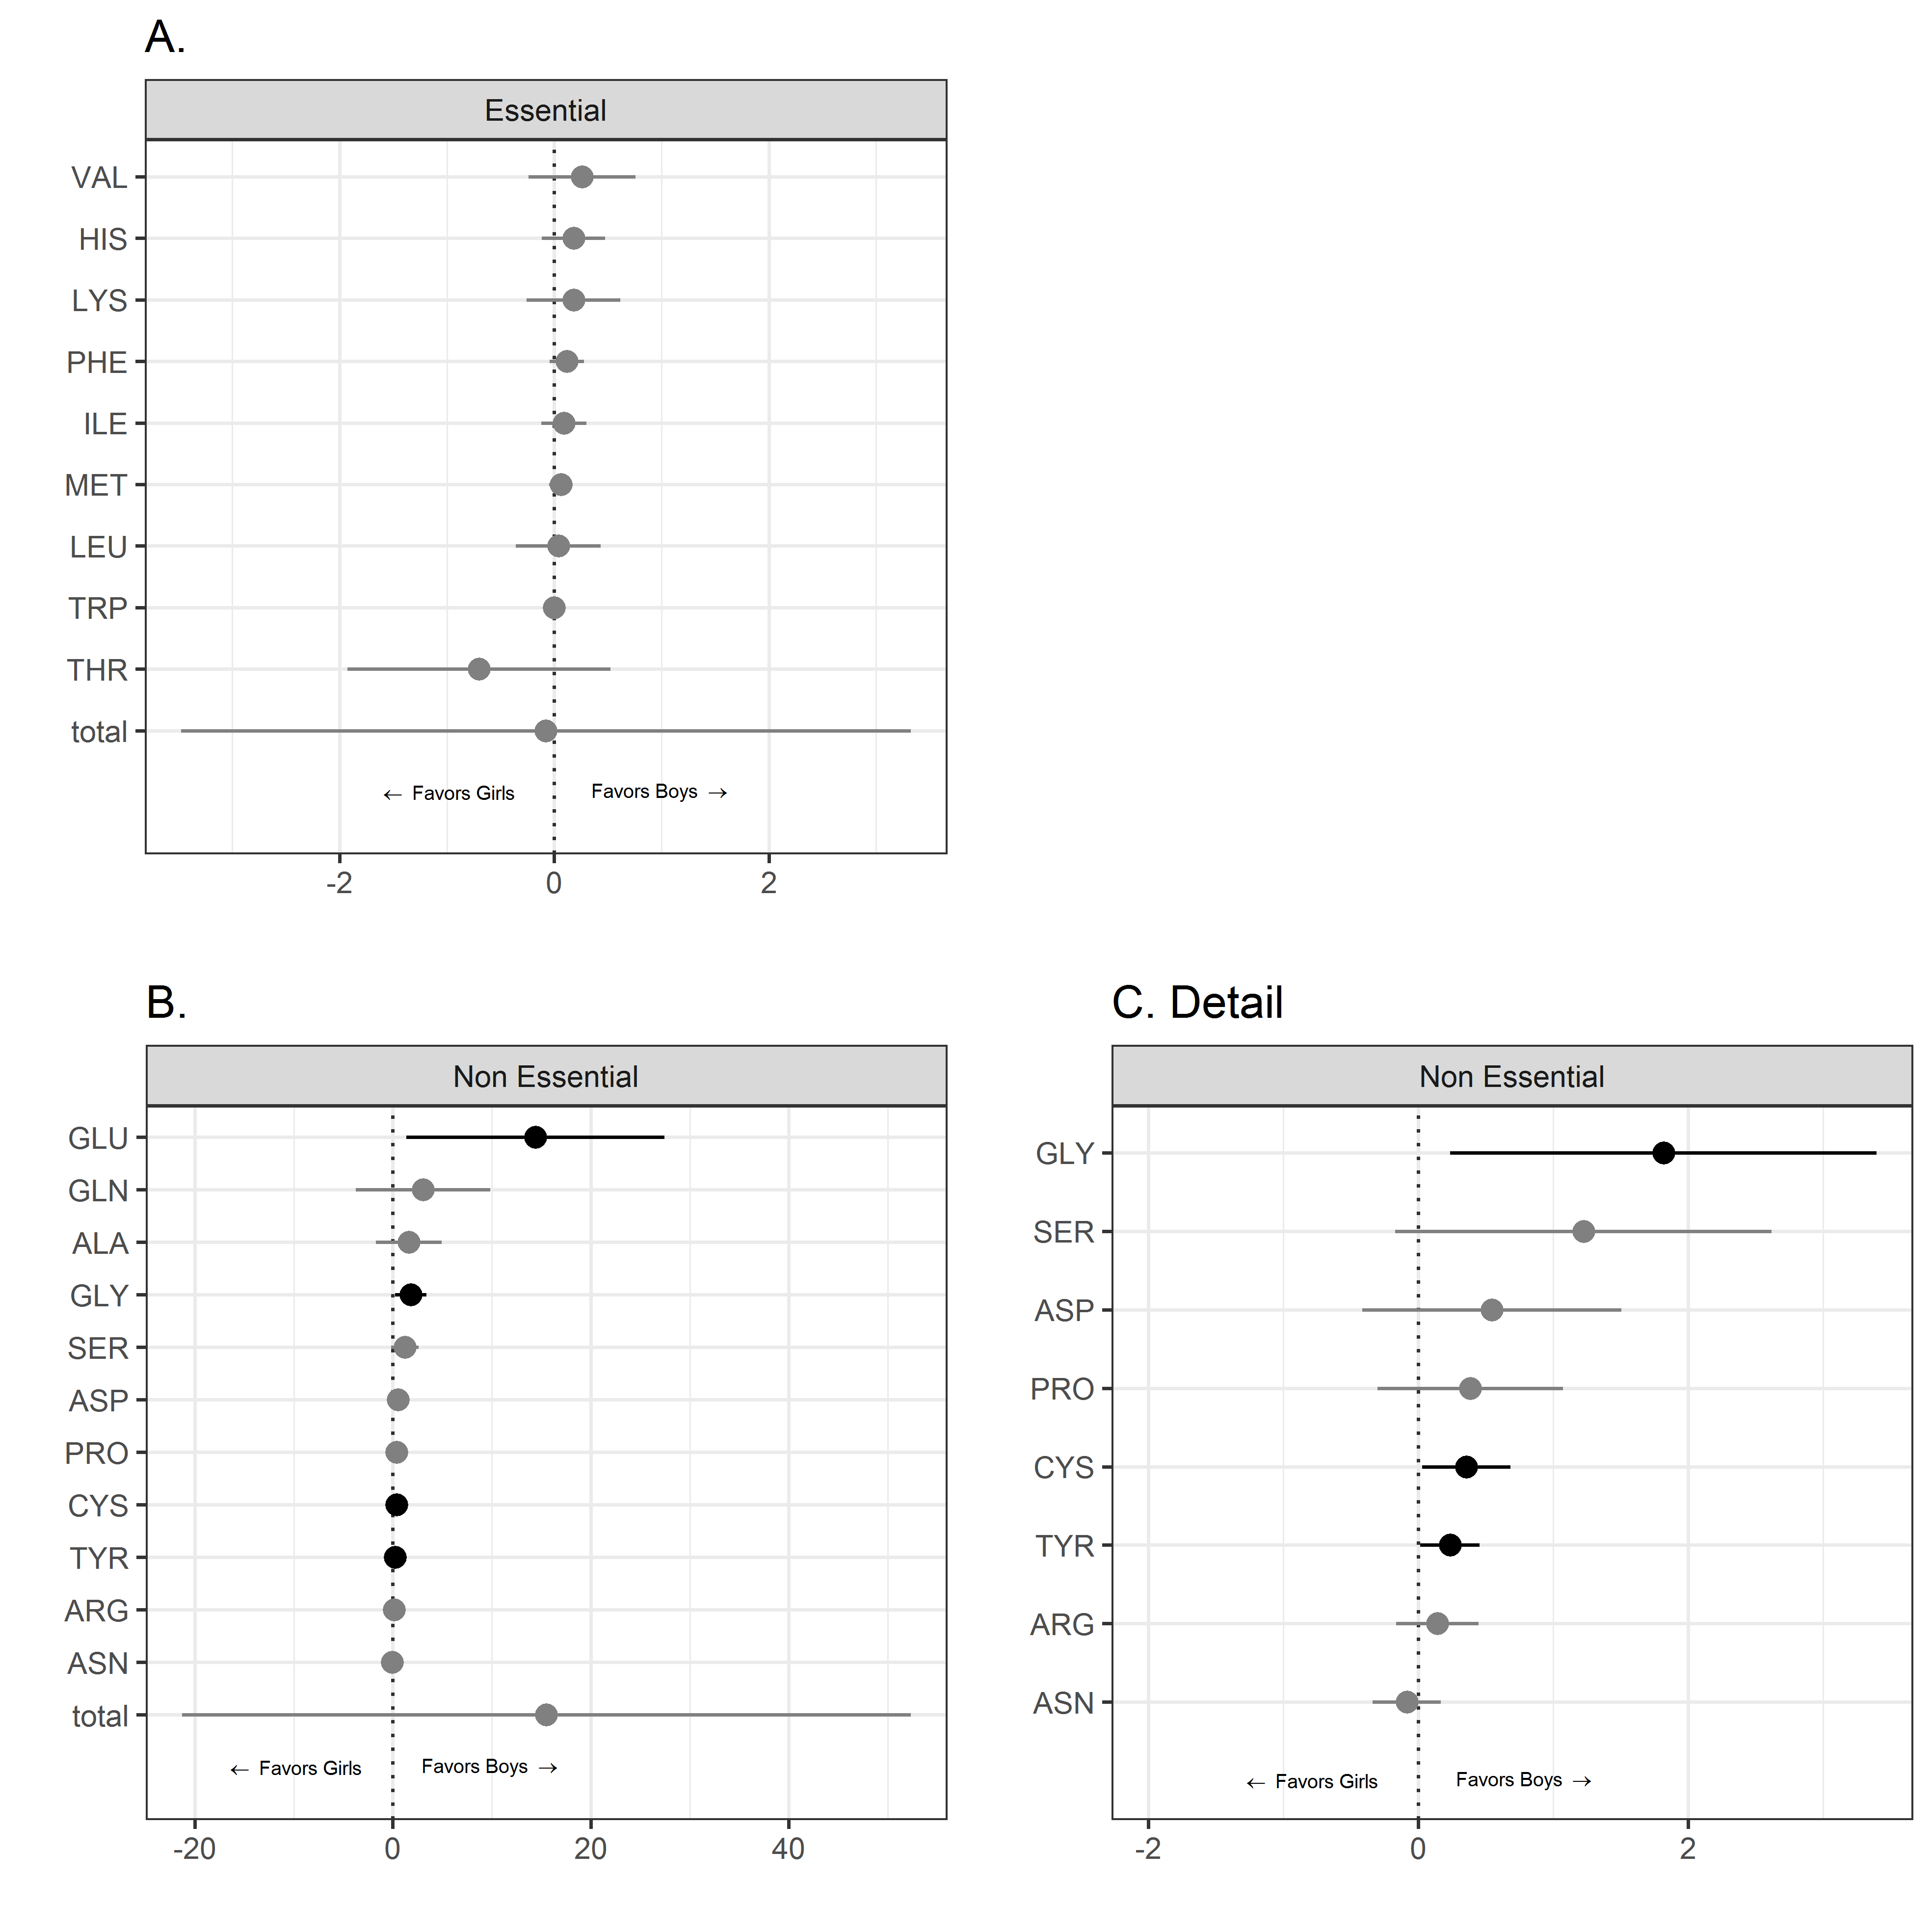 A.
Essential
VAL
HIS
LYS
PHE
ILE
MET
LEU
TRP
THR
total
← Favors Girls Favors Boys →
-2 0 2
B.
Non Essential
GLU
GLN
ALA
GLY
SER
ASP
PRO
CYS
TYR
ARG
ASN
total
← Favors Girls Favors Boys →
-20 0 20 40
C. Detail
Non Essential
GLY
SER
ASP
PRO
CYS
TYR
ARG
ASN
← Favors Girls Favors Boys →
-2 0 2